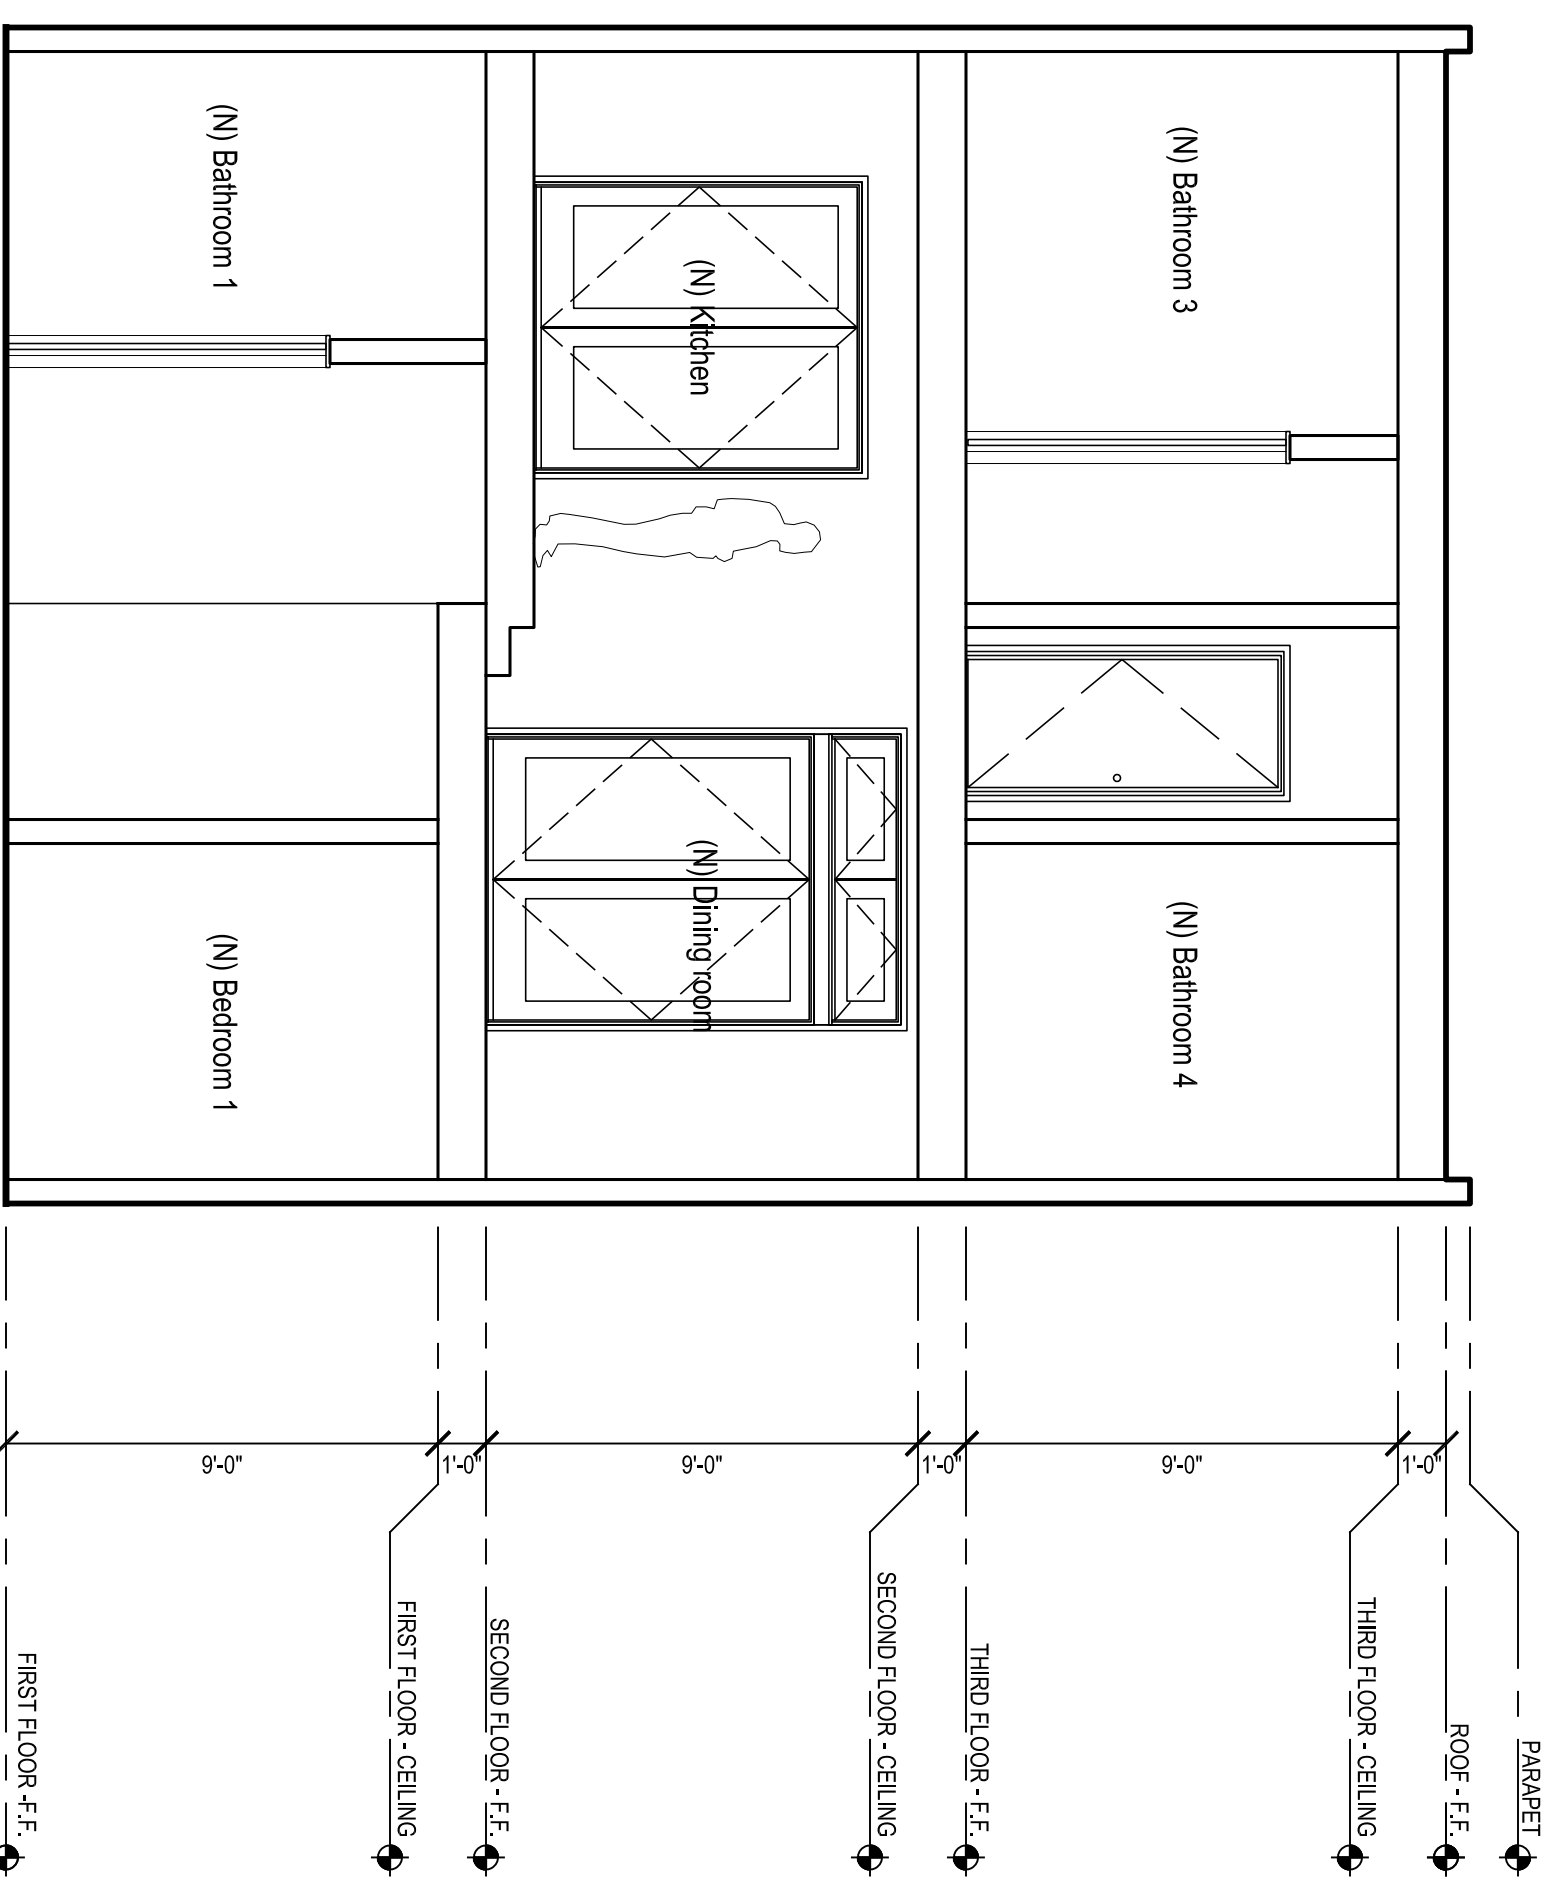 PARAPET
ROOF - F.F.
THIRD FLOOR - CEILING
THIRD FLOOR - F.F.
SECOND FLOOR - CEILING
SECOND FLOOR - F.F.
FIRST FLOOR - CEILING
FIRST FLOOR -F.F.
1'-0"
9'-0"
1'-0"
9'-0"
1'-0"
9'-0"
(N) Bathroom 3
(N) Bathroom 4
(N) Kitchen
(N) Dining room
(N) Bathroom 1
(N) Bedroom 1